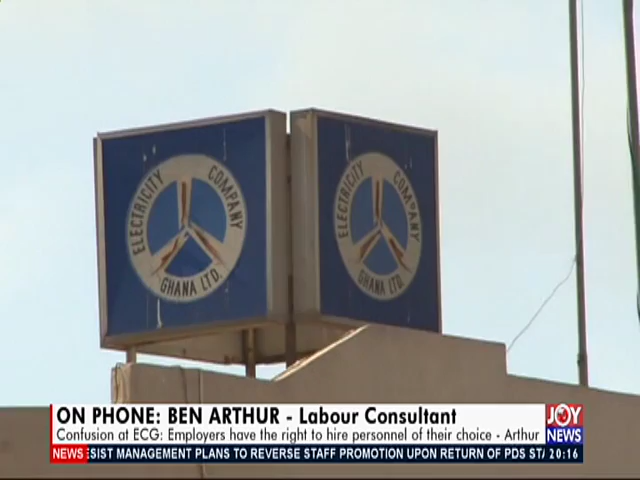 ELECTRICITY COMPANY
GHANA LTD.
ELECTRICITY COMPANY
GHANA LTD.
ON PHONE: BEN ARTHUR - Labour Consultant
Confusion at ECG: Employers have the right to hire personnel of their choice - Arthur
JOY
NEWS
NEWS ESIST MANAGEMENT PLANS TO REVERSE STAFF PROMOTION UPON RETURN OF PDS STA 20:16